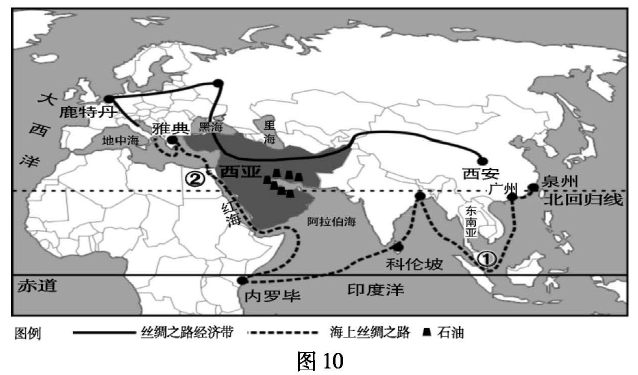 大
西
洋
鹿特丹
地中海
雅典
黑海
里海
西亚
②
红海
阿拉伯海
西安
广州
泉州
北回归线
东南亚
①
科伦坡
赤道
内罗毕
印度洋
图例
丝绸之路经济带
海上丝绸之路
石油
图 10